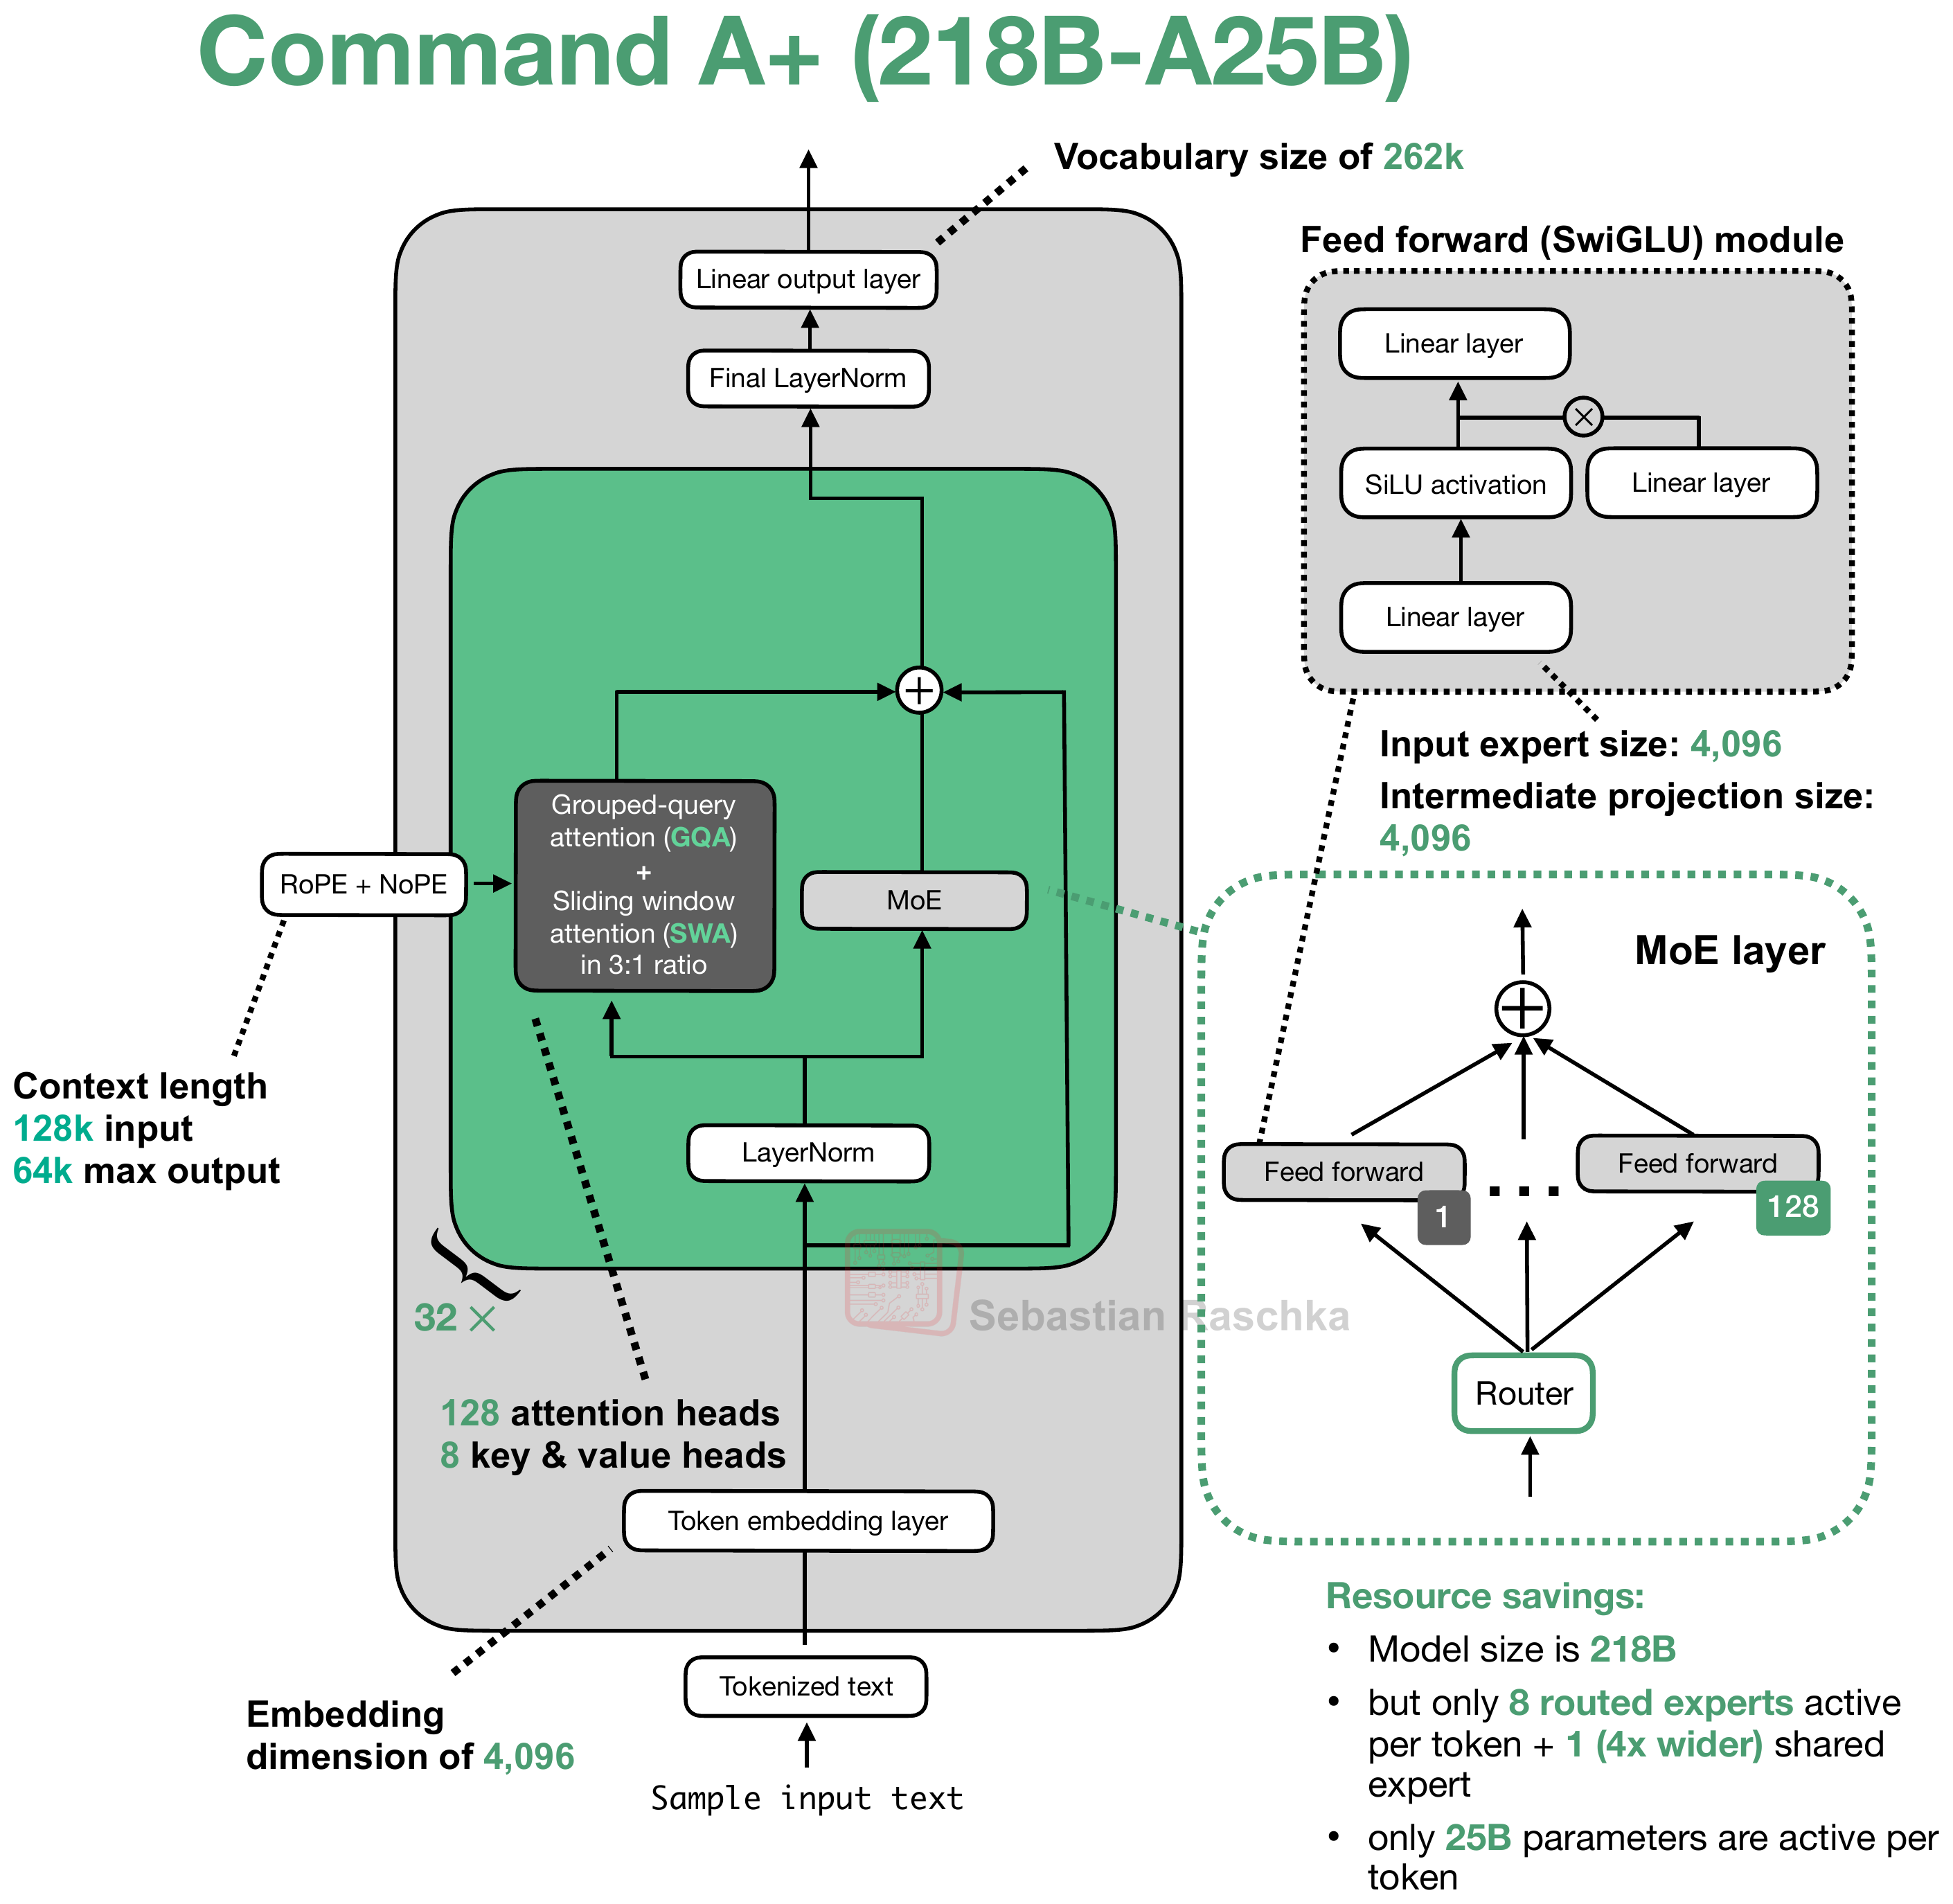 Command A+ (218B-A25B)
Vocabulary size of 262k
Linear output layer
Final LayerNorm
Grouped-query
attention (GQA)
+
Sliding window
attention (SWA)
in 3:1 ratio
MoE
RoPE + NoPE
Context length
128k input
64k max output
LayerNorm
32 ×
Sebastian Raschka
128 attention heads
8 key & value heads
Token embedding layer
Embedding
dimension of 4,096
Tokenized text
Sample input text
Feed forward (SwiGLU) module
Linear layer
SiLU activation
Linear layer
Linear layer
Input expert size: 4,096
Intermediate projection size:
4,096
MoE layer
Feed forward
1
...
Feed forward
128
Router
Resource savings:
• Model size is 218B
• but only 8 routed experts active
per token + 1 (4x wider) shared
expert
• only 25B parameters are active per
token